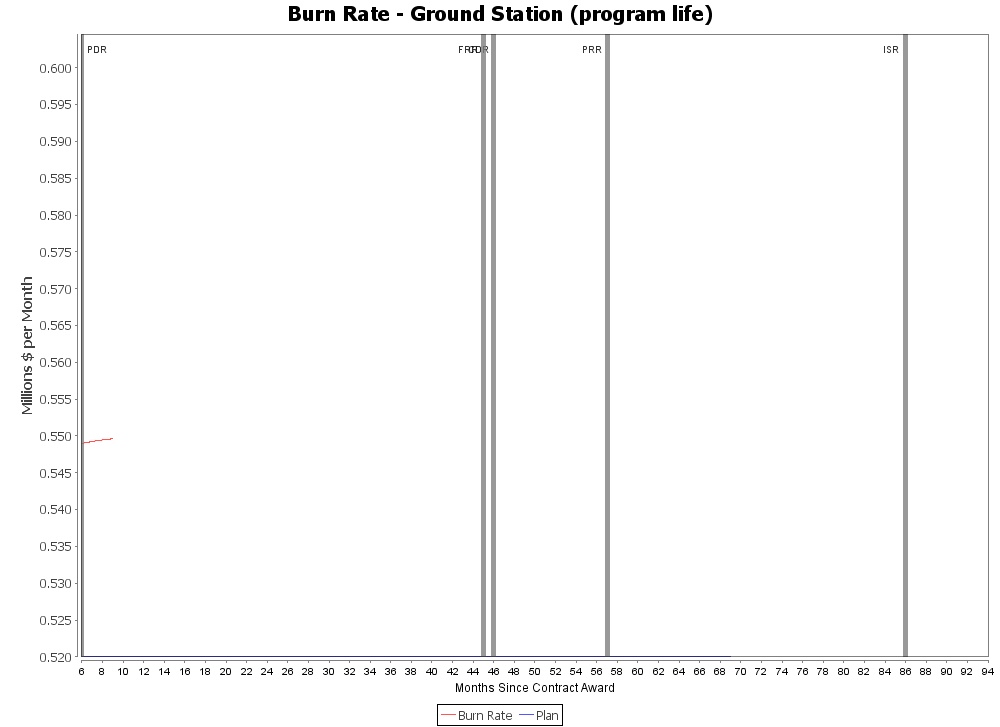 Burn Rate - Ground Station (program life)
PDR
FRR
CDR
PRR
ISR
0.600
0.595
0.590
0.585
0.580
0.575
0.570
0.565
0.560
0.555
0.550
0.545
0.540
0.535
0.530
0.525
0.520
Millions $ per Month
6 8 10 12 14 16 18 20 22 24 26 28 30 32 34 36 38 40 42 44 46 48 50 52 54 56 58 60 62 64 66 68 70 72 74 76 78 80 82 84 86 88 90 92 94
Months Since Contract Award
Burn Rate Plan